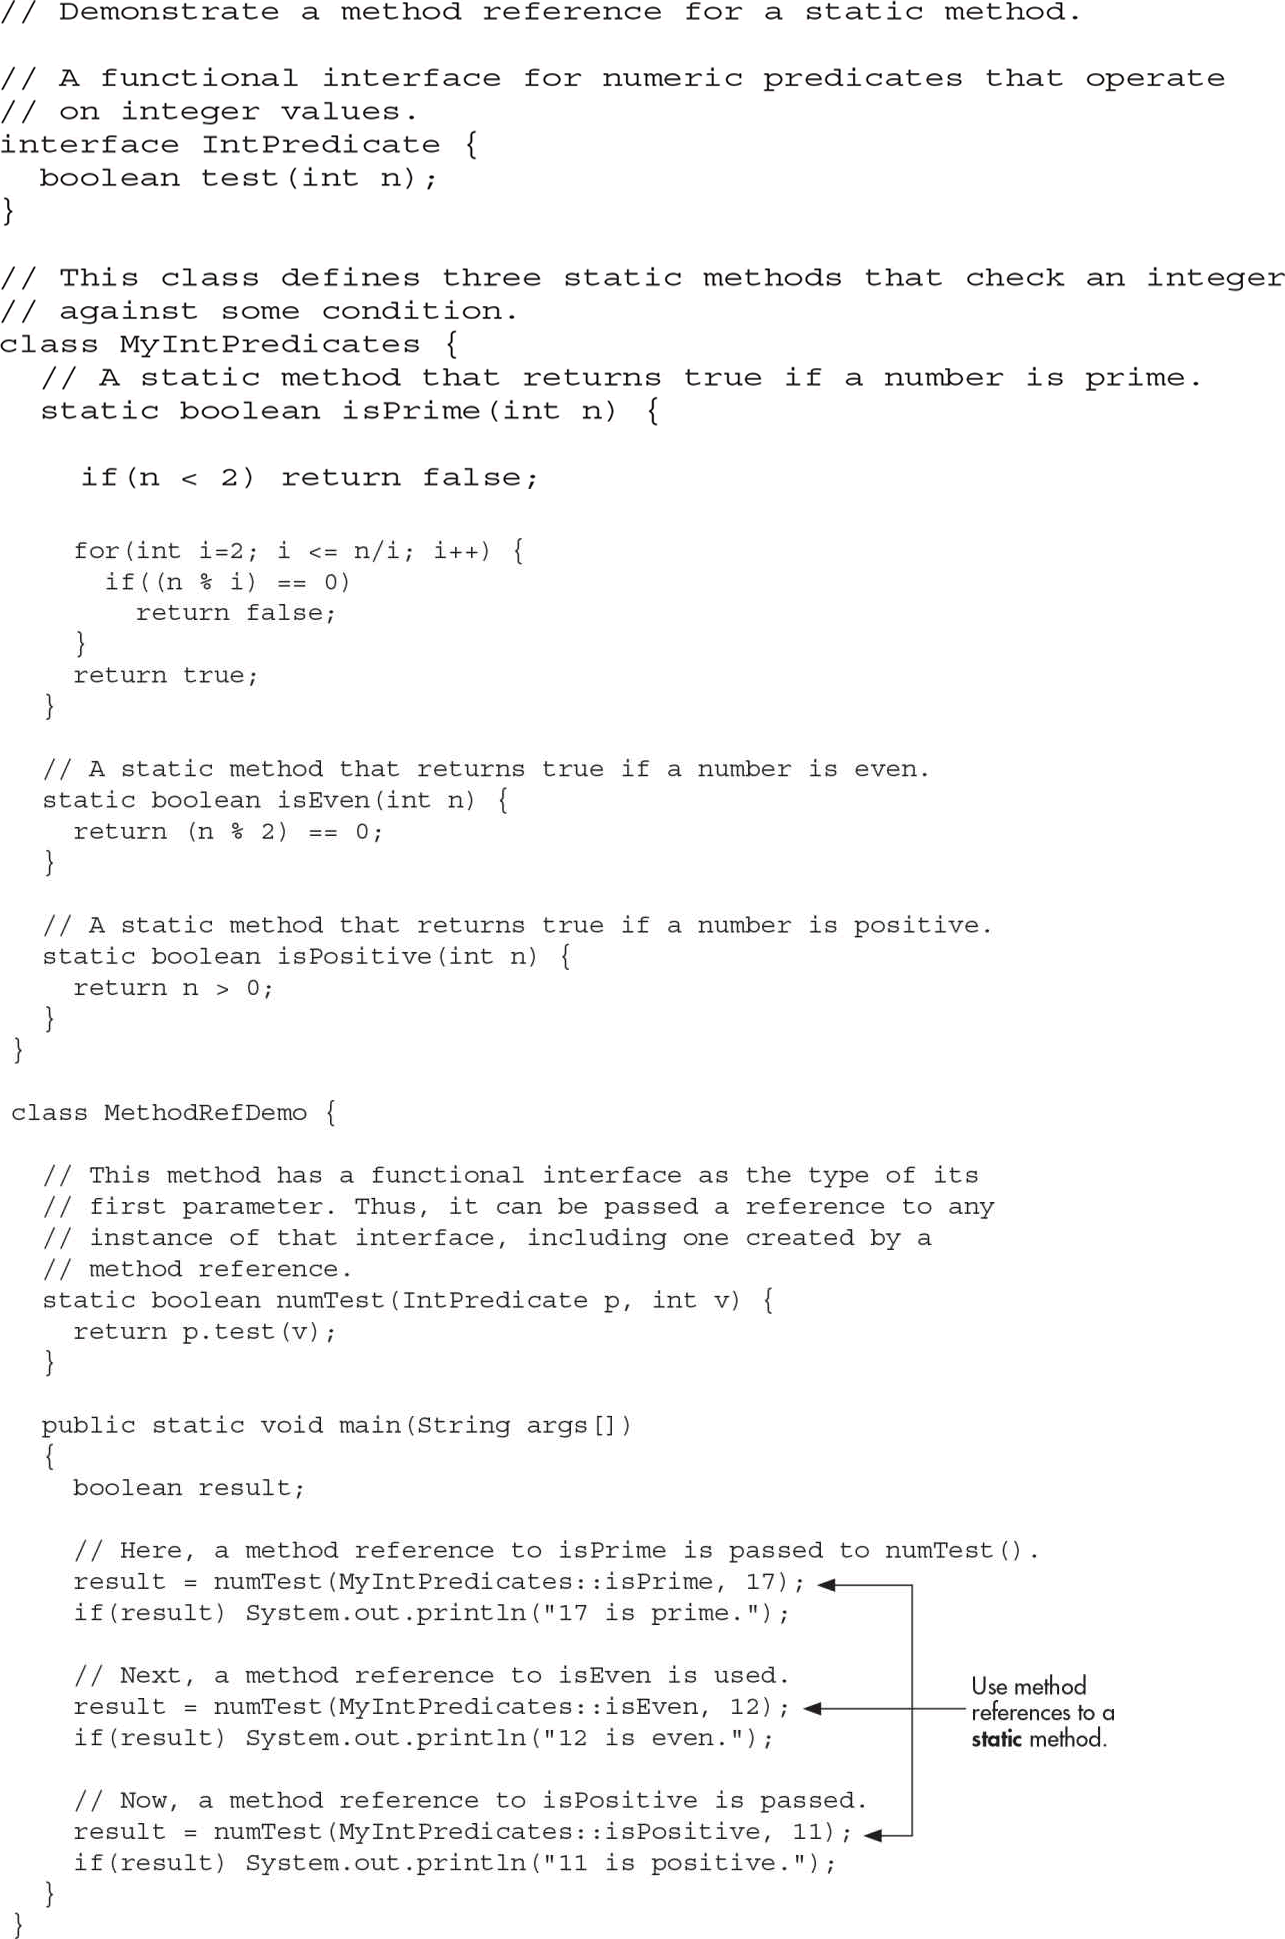 // Demonstrate a method reference for a static method.
// A functional interface for numeric predicates that operate
// on integer values.
interface IntPredicate {
  boolean test(int n);
}
// This class defines three static methods that check an integer
// against some condition.
class MyIntPredicates {
  // A static method that returns true if a number is prime.
  static boolean isPrime(int n) {
    if(n < 2) return false;
    for(int i=2; i <= n/i; i++) {
      if((n % i) == 0)
        return false;
    }
    return true;
  }
  // A static method that returns true if a number is even.
  static boolean isEven(int n) {
    return (n % 2) == 0;
  }
  // A static method that returns true if a number is positive.
  static boolean isPositive(int n) {
    return n > 0;
  }
}
class MethodRefDemo {
  // This method has a functional interface as the type of its
  // first parameter. Thus, it can be passed a reference to any
  // instance of that interface, including one created by a
  // method reference.
  static boolean numTest(IntPredicate p, int v) {
    return p.test(v);
  }
  public static void main(String args[])
  {
    boolean result;
    // Here, a method reference to isPrime is passed to numTest().
    result = numTest(MyIntPredicates::isPrime, 17);
    if(result) System.out.println("17 is prime.");
    // Next, a method reference to isEven is used.
    result = numTest(MyIntPredicates::isEven, 12);
    if(result) System.out.println("12 is even.");
    // Now, a method reference to isPositive is passed.
    result = numTest(MyIntPredicates::isPositive, 11);
    if(result) System.out.println("11 is positive.");
  }
}
Use method
references to a
static method.